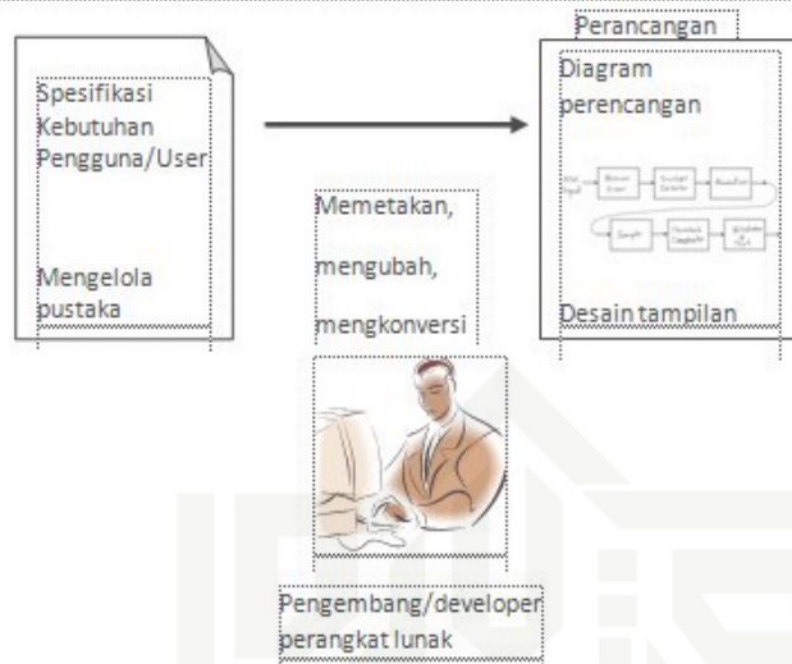 Spesifikasi
Kebutuhan
Pengguna/User
Mengelola
pustaka
Memetakan,
mengubah,
mengkonversi
Pengembang/developer
perangkat lunak
Perancangan
Diagram
perencangan
Desain tampilan